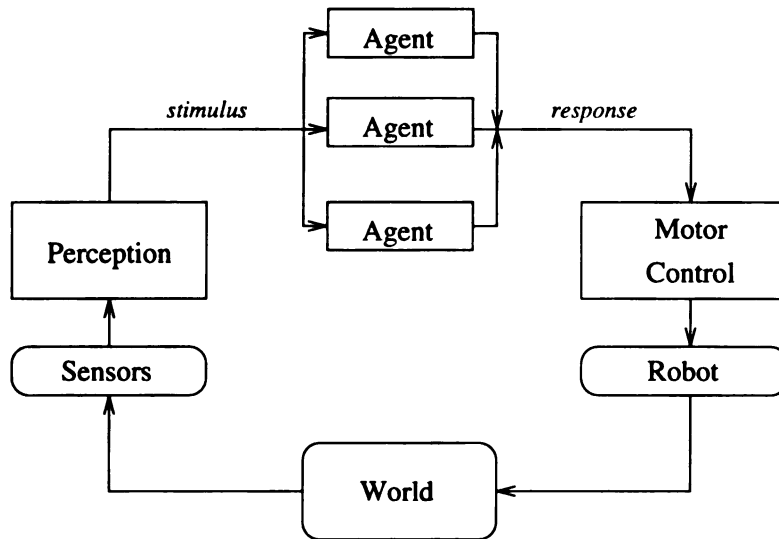 Agent
stimulus
Agent
response
Agent
Perception
Motor
Control
Sensors
Robot
World